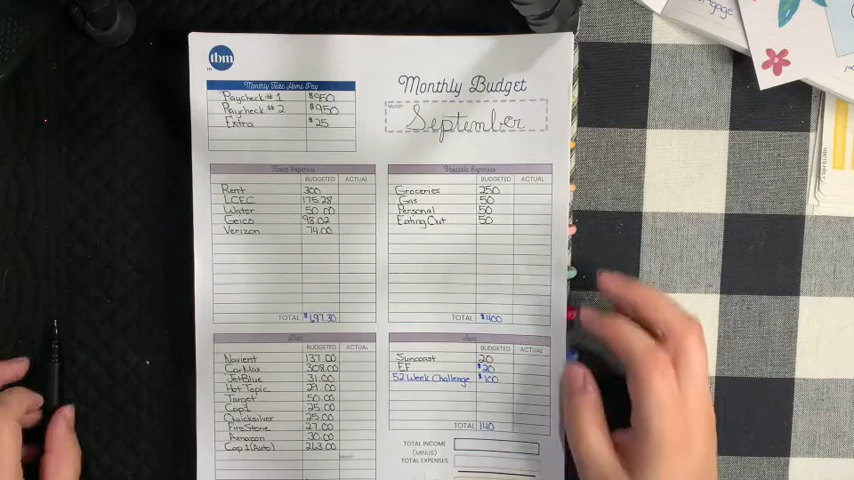 tbm
Monthly Take Home Pay
Paycheck #1 $950
Paycheck #2 $950
Extra $25
Monthly Budget
Month
September
Fixed Expenses
BUDGETED ACTUAL
Rent 300
LCEC 175.28
Water 50.00
Geico 98.02
Verizon 74.00
TOTAL $697.30
Variable Expenses
BUDGETED ACTUAL
Groceries 250
Gas 50
Personal 50
Eating Out 50
TOTAL $400
Debt
BUDGETED ACTUAL
Navient 137.00
CarMax 308.00
JetBlue 31.00
Hot Topic 29.00
Target 50.00
Cap1 25.00
Quicksilver 25.00
FireStone 27.00
Amazon 30.00
Cap 1 (Auto) 263.00
BUDGETED ACTUAL
Suncoast 20
EF $20
52 Week Challenge $100
TOTAL 140
TOTAL INCOME
(MINUS)
TOTAL EXPENSES
Month